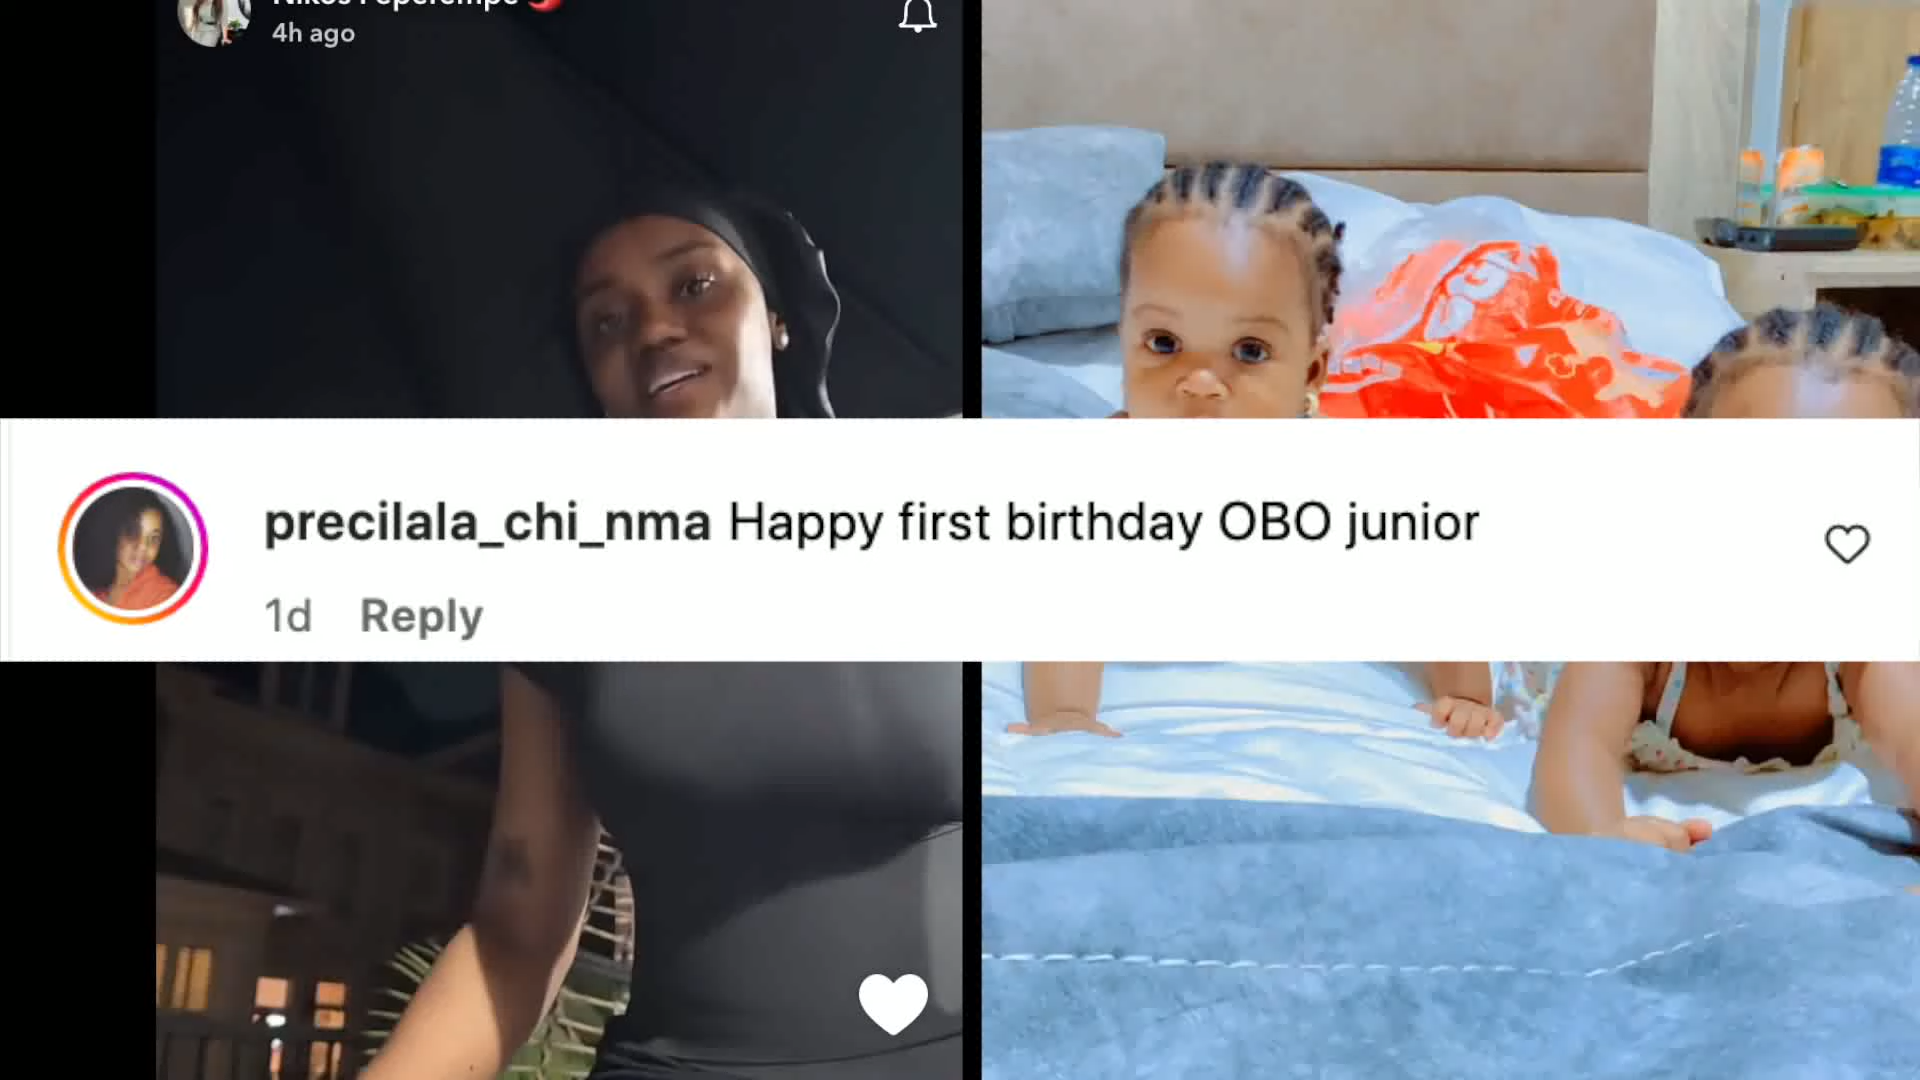 4h ago
precilala_chi_nma Happy first birthday OBO junior
1d Reply